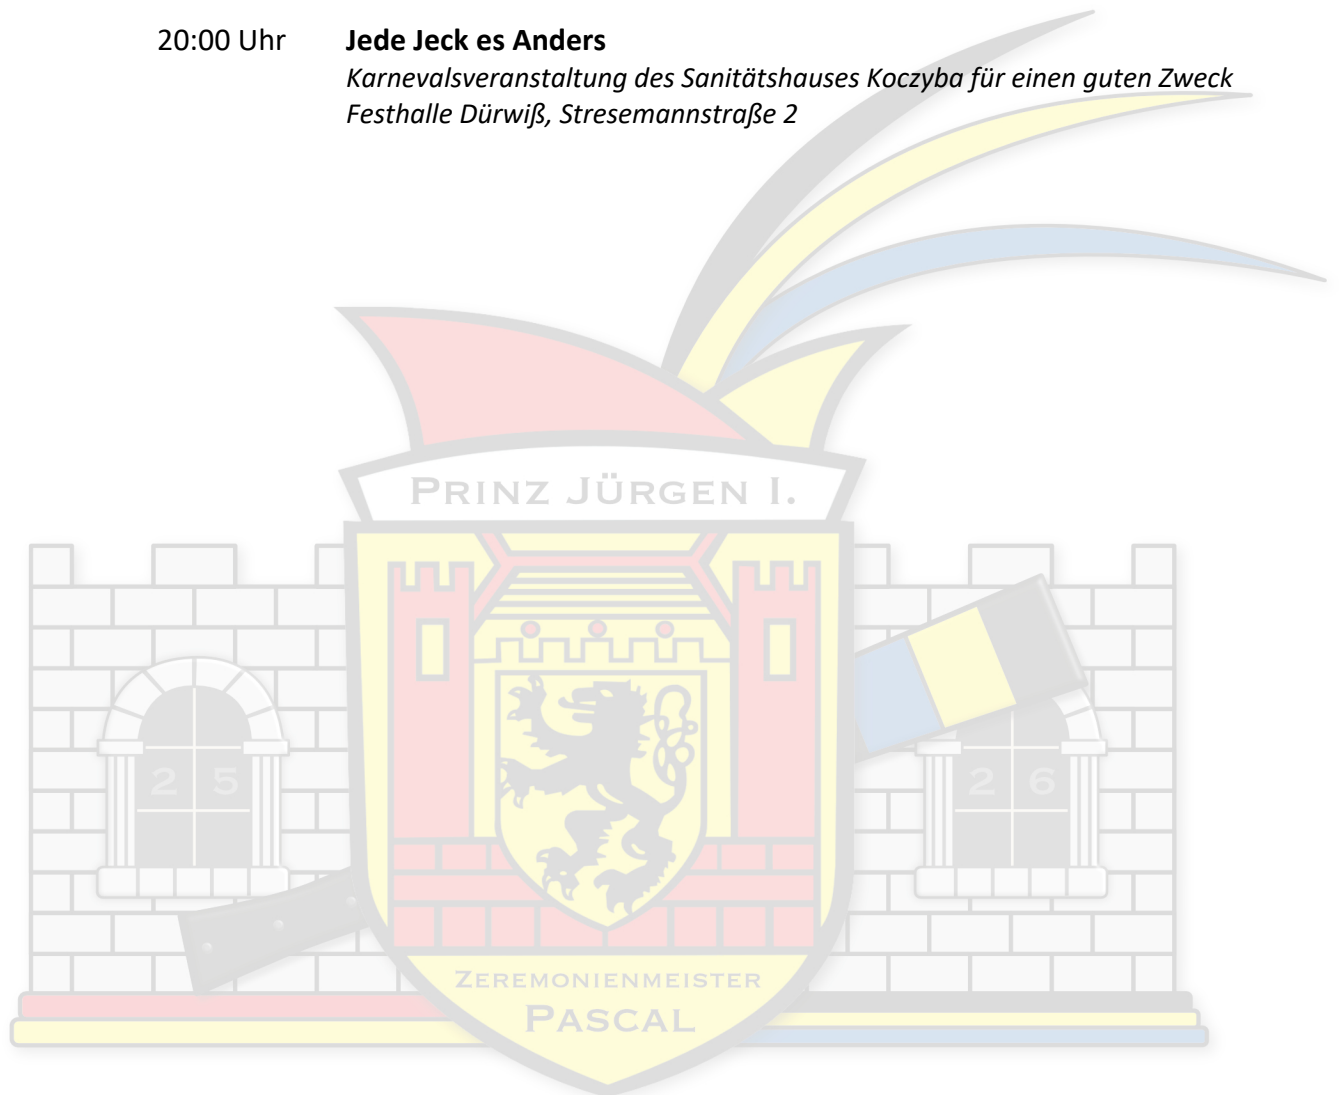 20:00 Uhr Jede Jeck es Anders
Karnevalsveranstaltung des Sanitätshauses Koczyba für einen guten Zweck
Festhalle Dürwiß, Stresemannstraße 2
PRINZ JÜRGEN I.
2 5
2 6
ZEREMONIENMEISTER
PASCAL